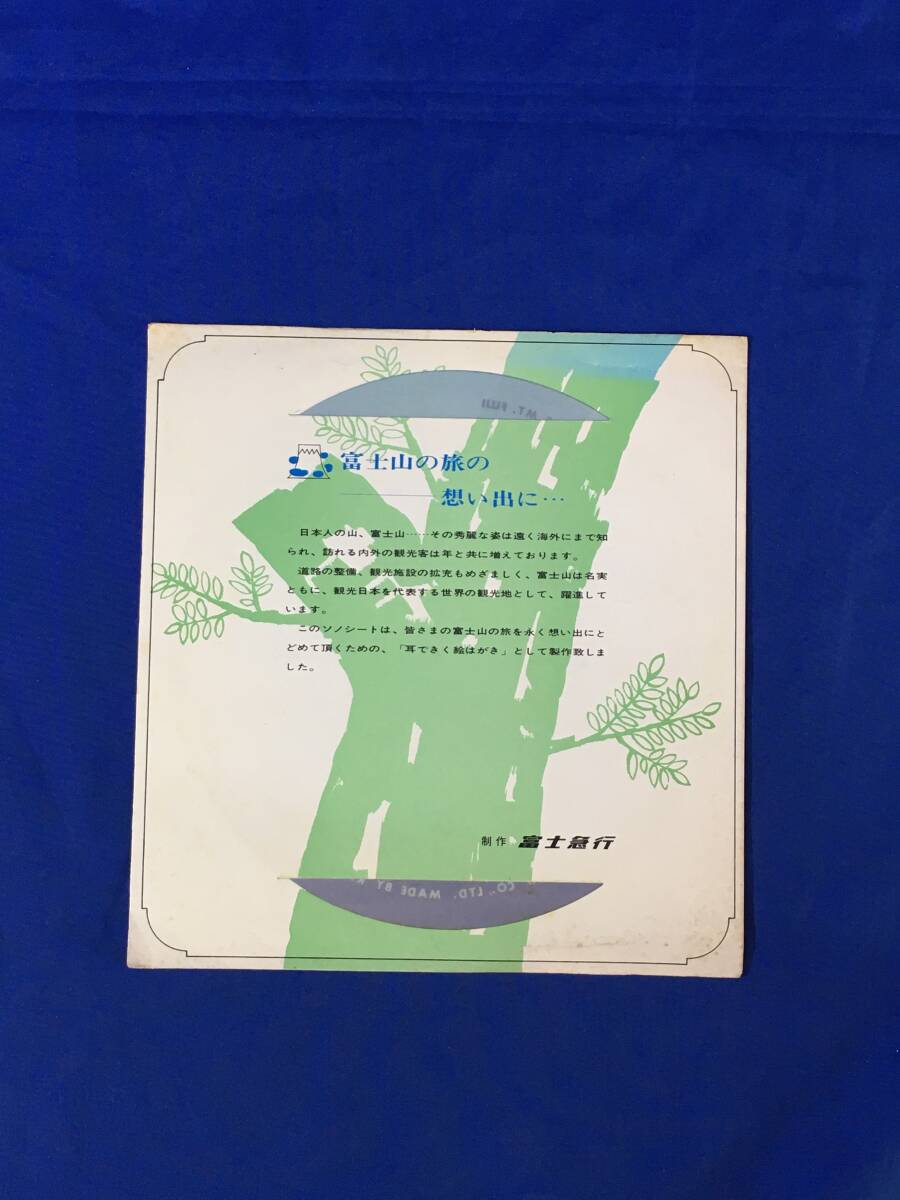 MT. FUJI
富士山の旅の
想い出に…
日本人の山、富士山……その秀麗な姿は遠く海外にまで知
られ、訪れる内外の観光客は年と共に増えております。
道路の整備、観光施設の拡充もめざましく、富士山は名実
ともに、観光日本を代表する世界の観光地として、躍進して
います。
このソノシートは、皆さまの富士山の旅を永く想い出にと
どめて頂くための、「耳できく絵はがき」として製作致しま
した。
制作 富士急行
CO., LTD. MADE BY